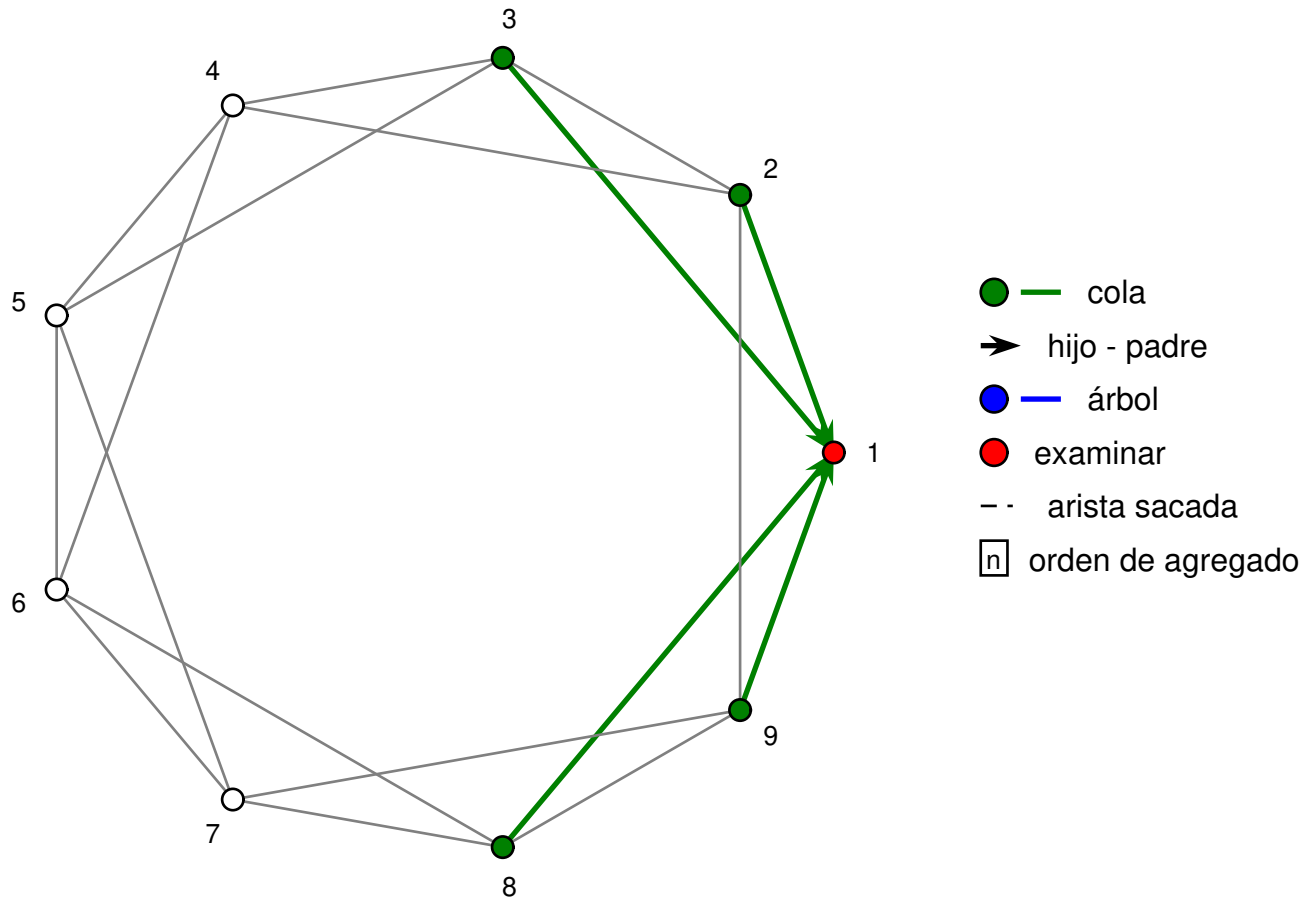 3
4
2
5
1
6
9
7
8
cola
hijo - padre
árbol
examinar
arista sacada
n orden de agregado